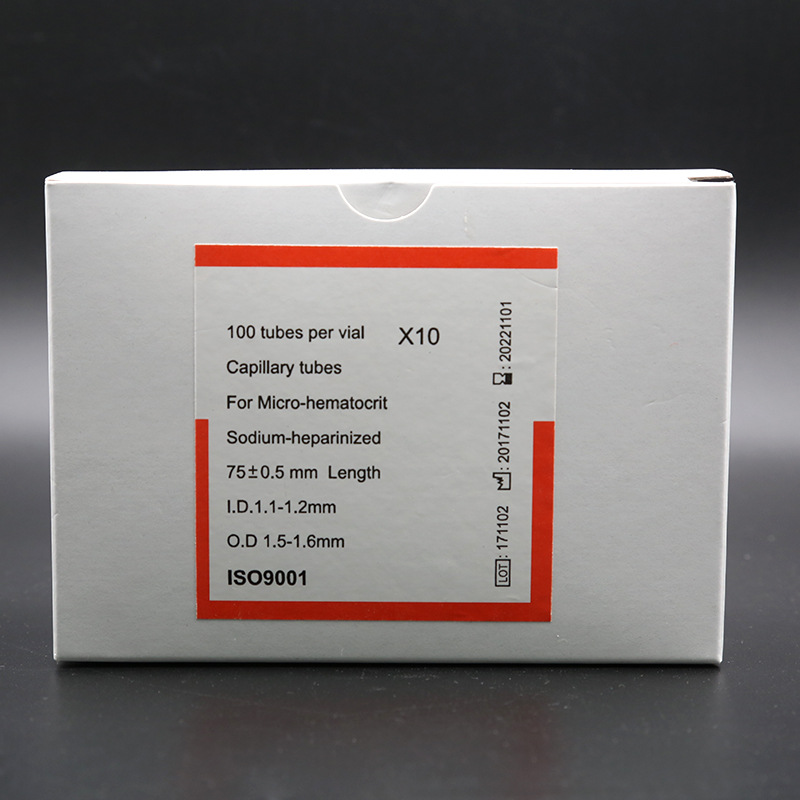 100 tubes per vial X10
Capillary tubes
For Micro-hematocrit
Sodium-heparinized
75±0.5 mm Length
I.D.1.1-1.2mm
O.D 1.5-1.6mm
ISO9001
LOT: 171102
: 20171102
: 20221101